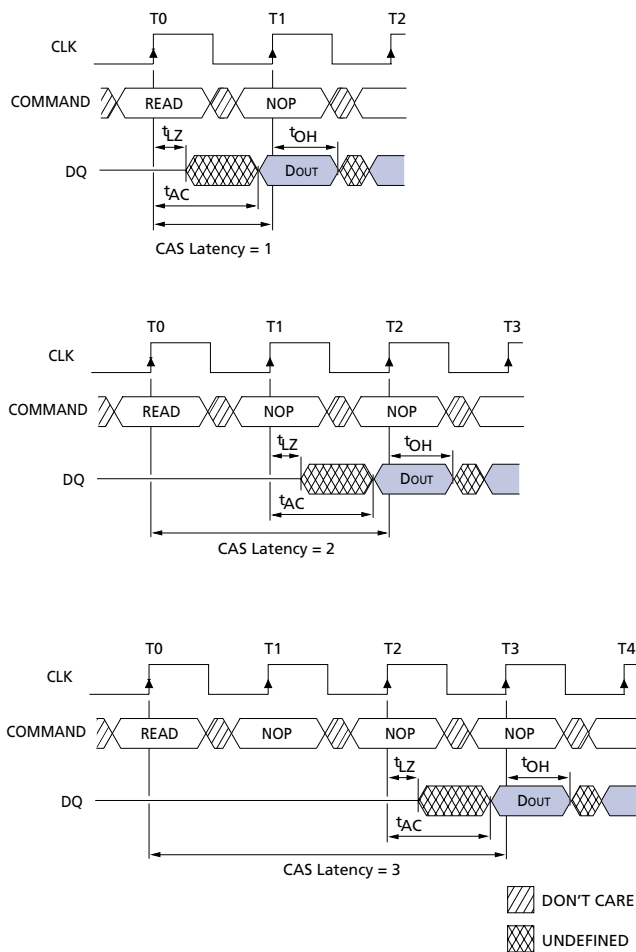 T0 T1 T2
CLK
COMMAND READ NOP
tLZ tOH
DQ DOUT
tAC
CAS Latency = 1
T0 T1 T2 T3
CLK
COMMAND READ NOP NOP
tLZ tOH
DQ DOUT
tAC
CAS Latency = 2
T0 T1 T2 T3 T4
CLK
COMMAND READ NOP NOP NOP
tLZ tOH
DQ DOUT
tAC
CAS Latency = 3
DON'T CARE
UNDEFINED